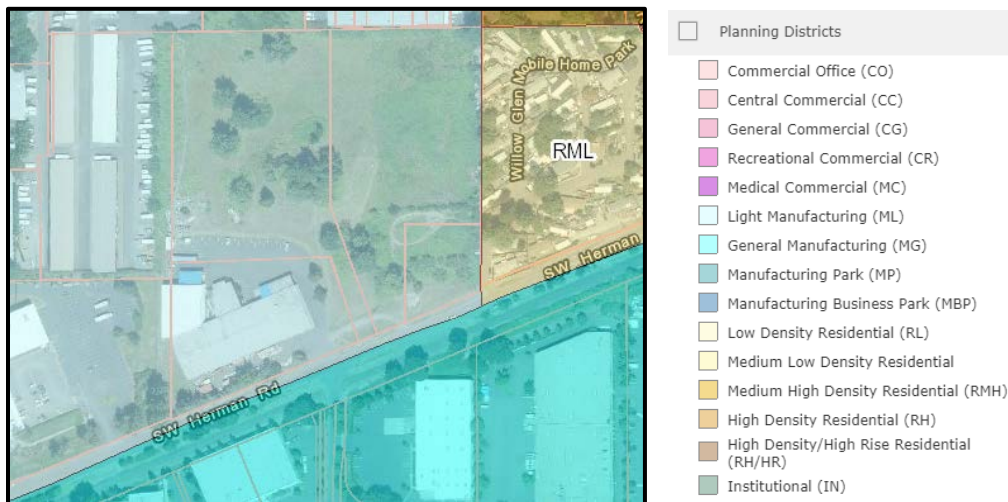 Willow Glen Mobile Home Park
RML
SW Herman
SW Herman Rd
Planning Districts
Commercial Office (CO)
Central Commercial (CC)
General Commercial (CG)
Recreational Commercial (CR)
Medical Commercial (MC)
Light Manufacturing (ML)
General Manufacturing (MG)
Manufacturing Park (MP)
Manufacturing Business Park (MBP)
Low Density Residential (RL)
Medium Low Density Residential
Medium High Density Residential (RMH)
High Density Residential (RH)
High Density/High Rise Residential
(RH/HR)
Institutional (IN)